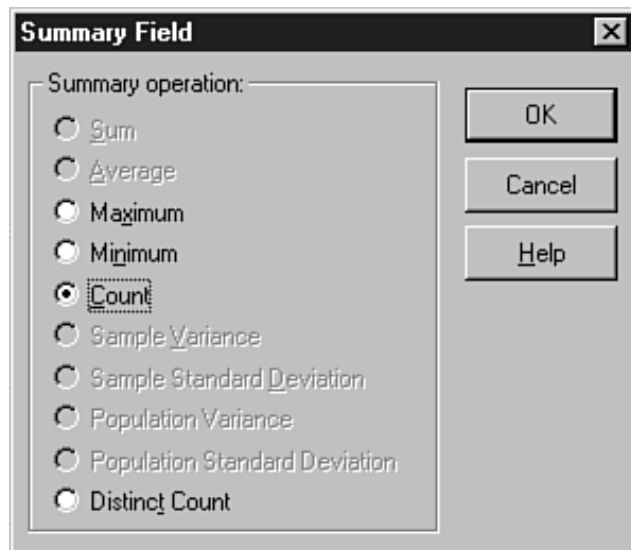 Summary Field
Summary operation:
Sum
Average
Maximum
Minimum
Count
Sample Variance
Sample Standard Deviation
Population Variance
Population Standard Deviation
Distinct Count
OK
Cancel
Help